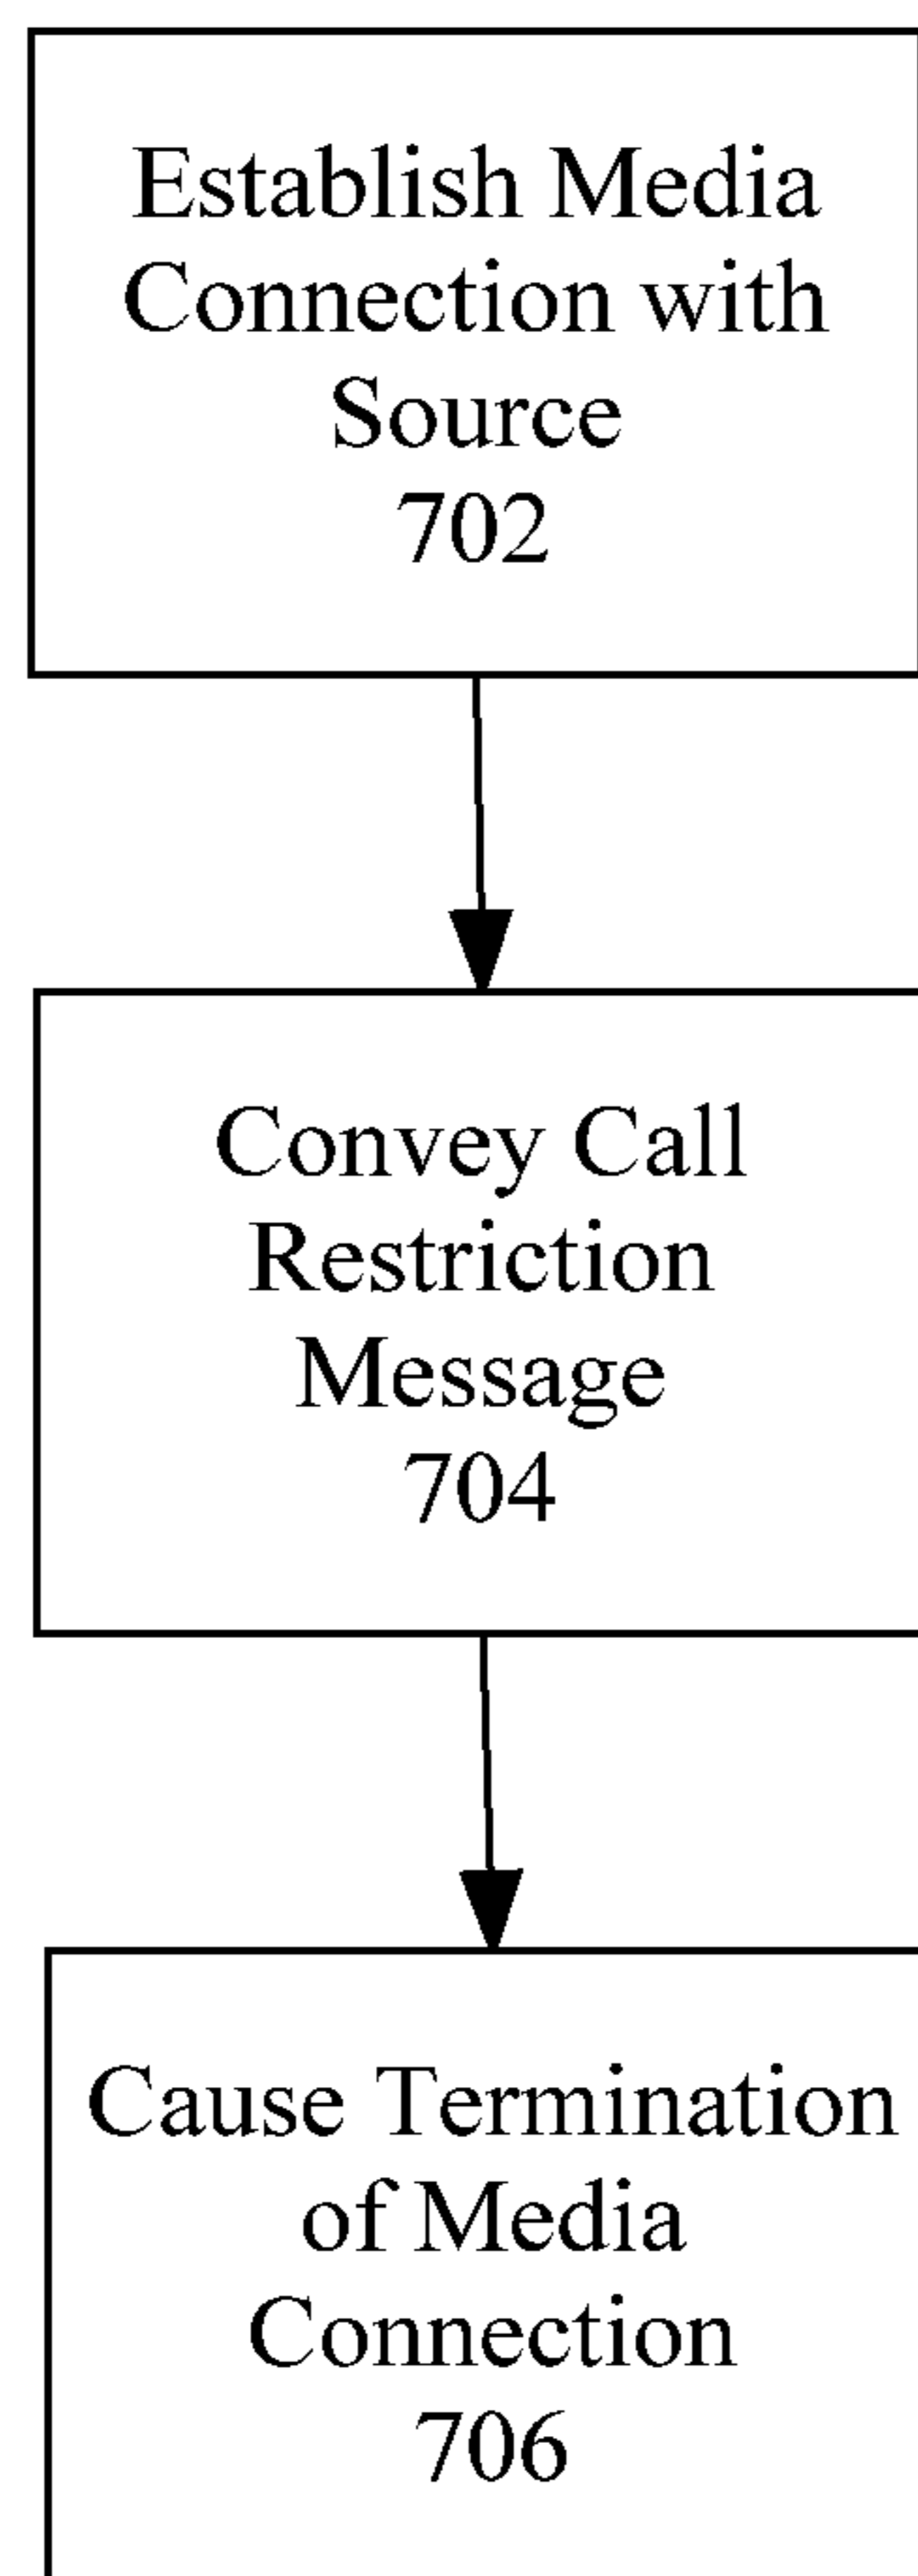 Establish Media
Connection with
Source
702
Convey Call
Restriction
Message
704
Cause Termination
of Media
Connection
706